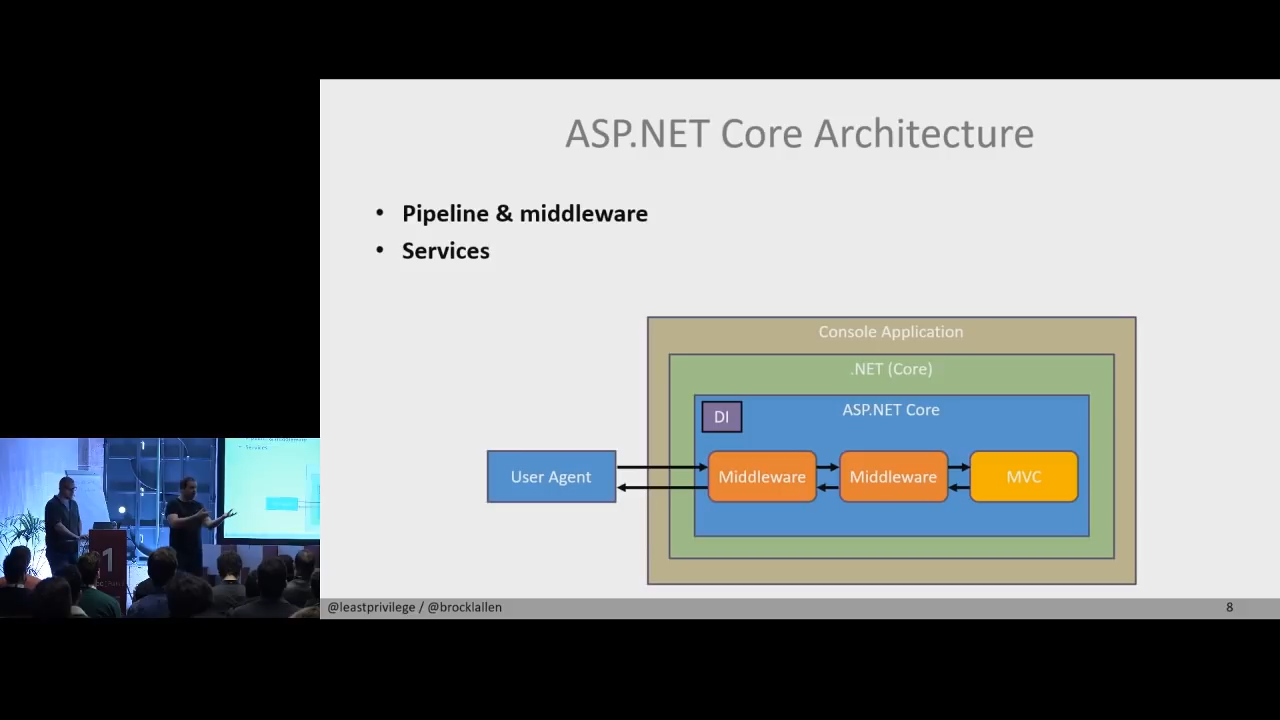 ASP.NET Core Architecture
• Pipeline & middleware
• Services
Console Application
.NET (Core)
DI
ASP.NET Core
User Agent
Middleware
Middleware
MVC
@leastprivilege / @brocklallen
8